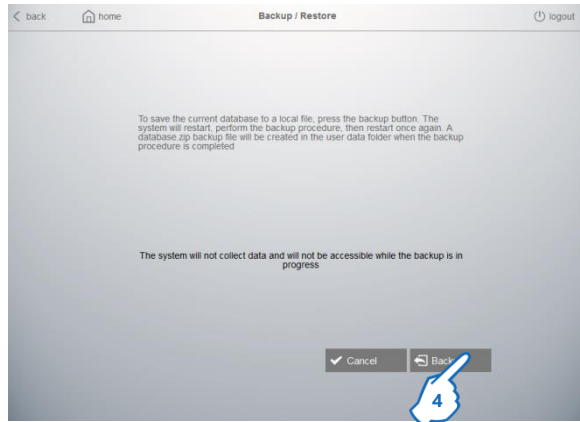 back
home
Backup / Restore
logout
To save the current database to a local file, press the backup button. The
system will restart, perform the backup procedure, then restart once again. A
database.zip backup file will be created in the user data folder when the backup
procedure is completed
The system will not collect data and will not be accessible while the backup is in
progress
Cancel
4